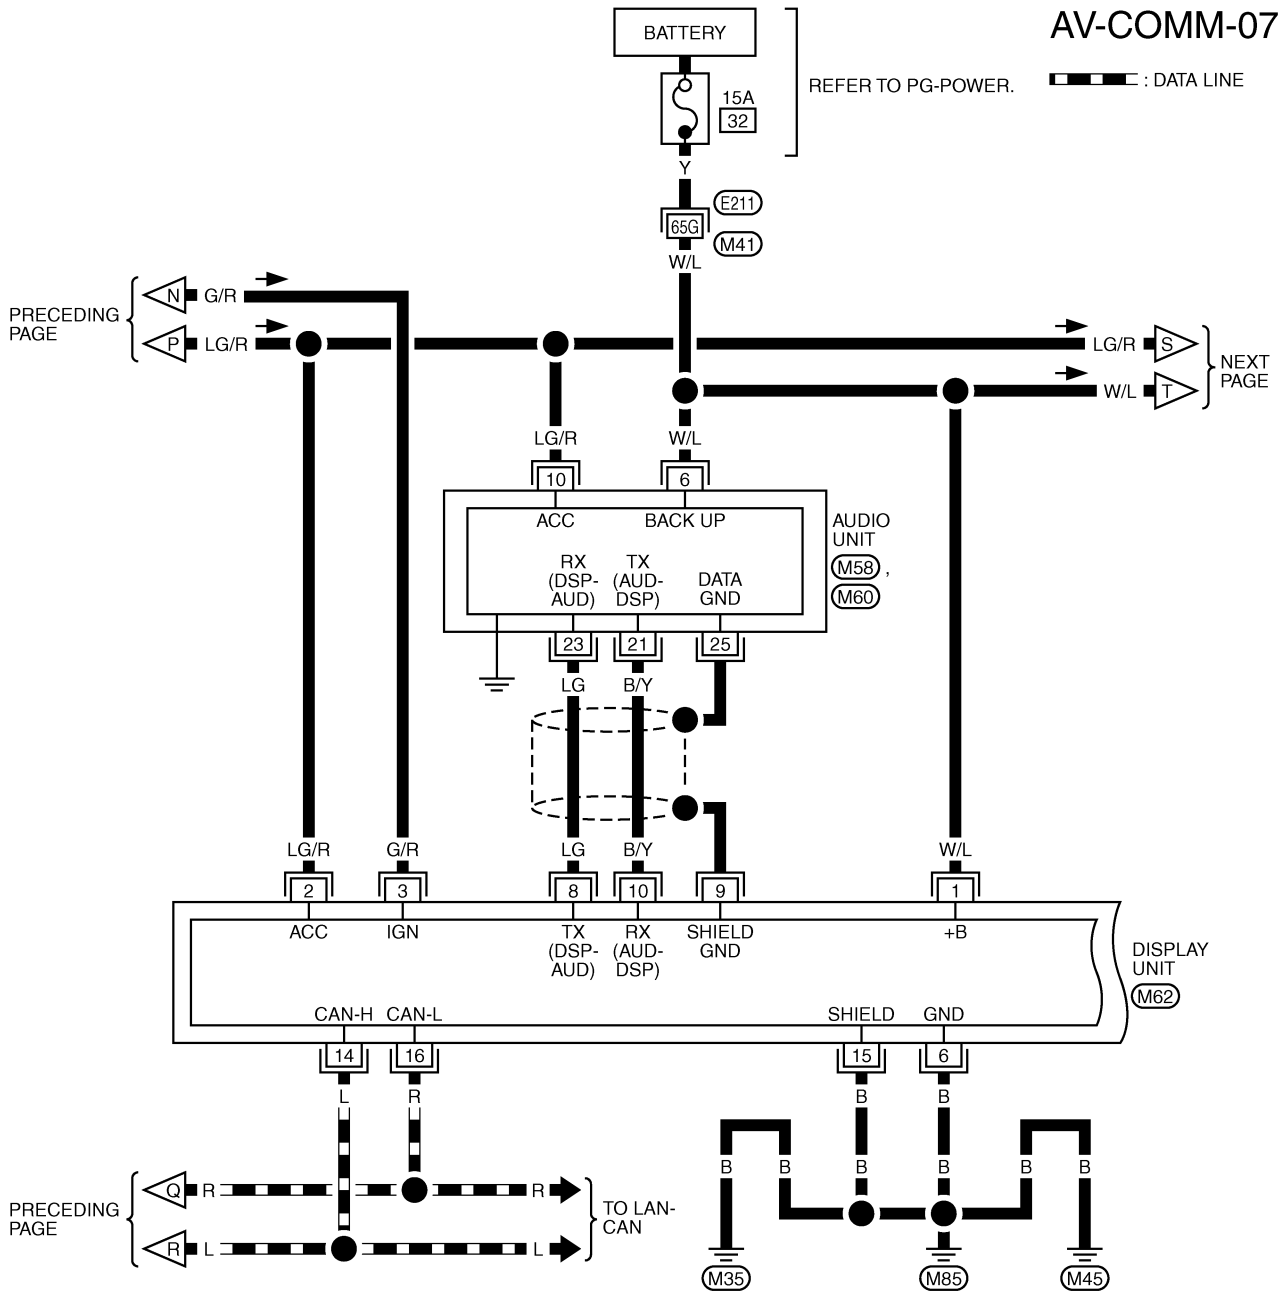 AV-COMM-07
BATTERY
: DATA LINE
REFER TO PG-POWER.
15A
32
Y
E211
65G
M41
W/L
PRECEDING
PAGE
N G/R
P LG/R
LG/R S
W/L T
NEXT
PAGE
LG/R
W/L
10
6
ACC
BACK UP
AUDIO
UNIT
M58 ,
M60
RX
(DSP-
AUD)
TX
(AUD-
DSP)
DATA
GND
23
21
25
LG
B/Y
LG/R
G/R
LG
B/Y
W/L
2
3
8
10
9
1
ACC
IGN
TX
(DSP-
AUD)
RX
(AUD-
DSP)
SHIELD
GND
+B
DISPLAY
UNIT
M62
CAN-H
CAN-L
SHIELD
GND
14
16
15
6
L
R
B
B
B
B
B
B
B
B
PRECEDING
PAGE
Q R
R L
R
L
TO LAN-
CAN
M35
M85
M45